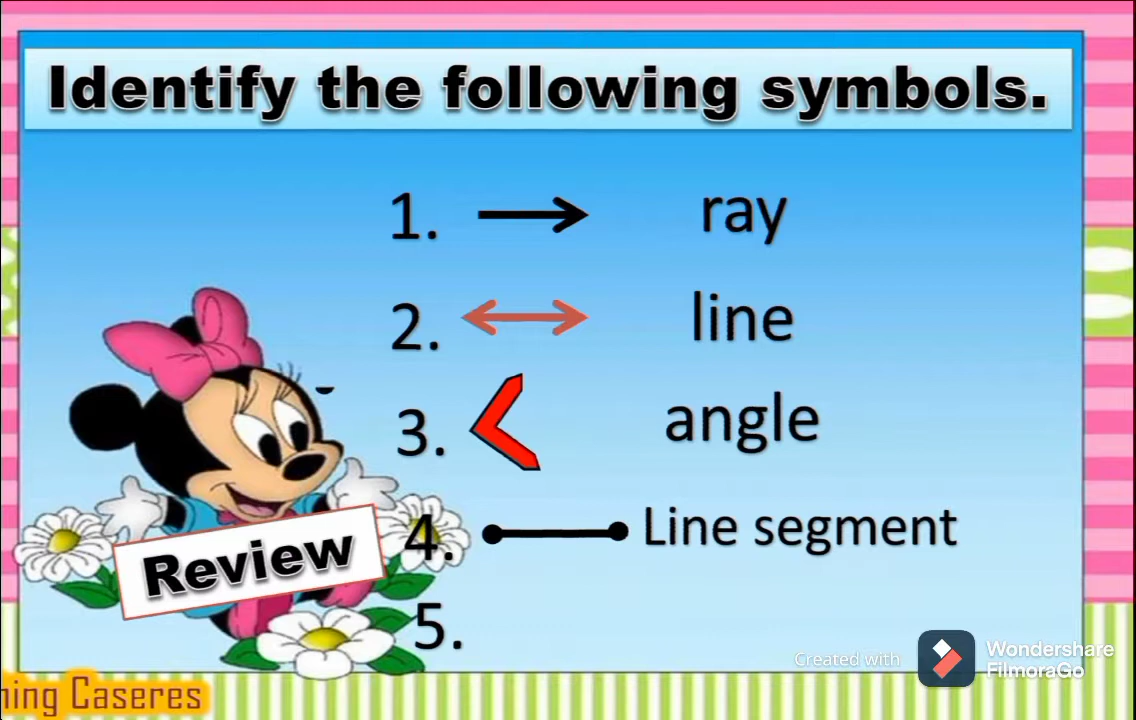 Identify the following symbols.
1. ray
2. line
3. angle
4. Line segment
5.
Review
Created with Wondershare
FilmoraGo
ning Caseres